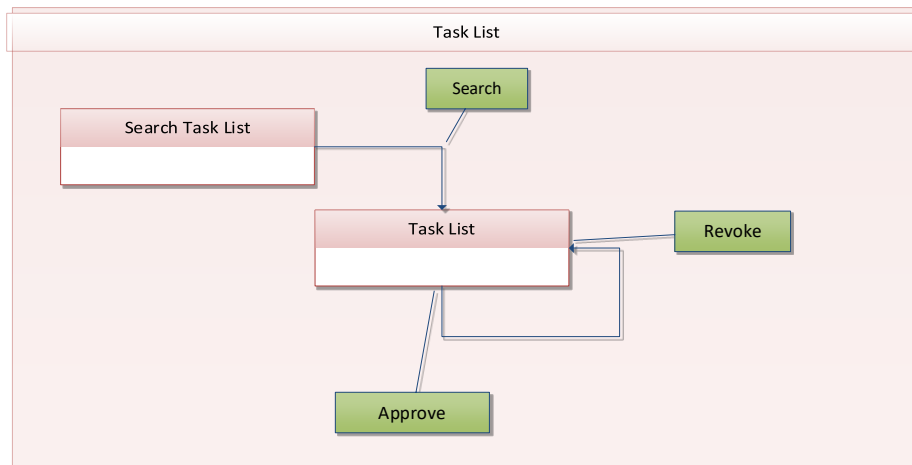 Task List
Search
Search Task List
Task List
Revoke
Approve